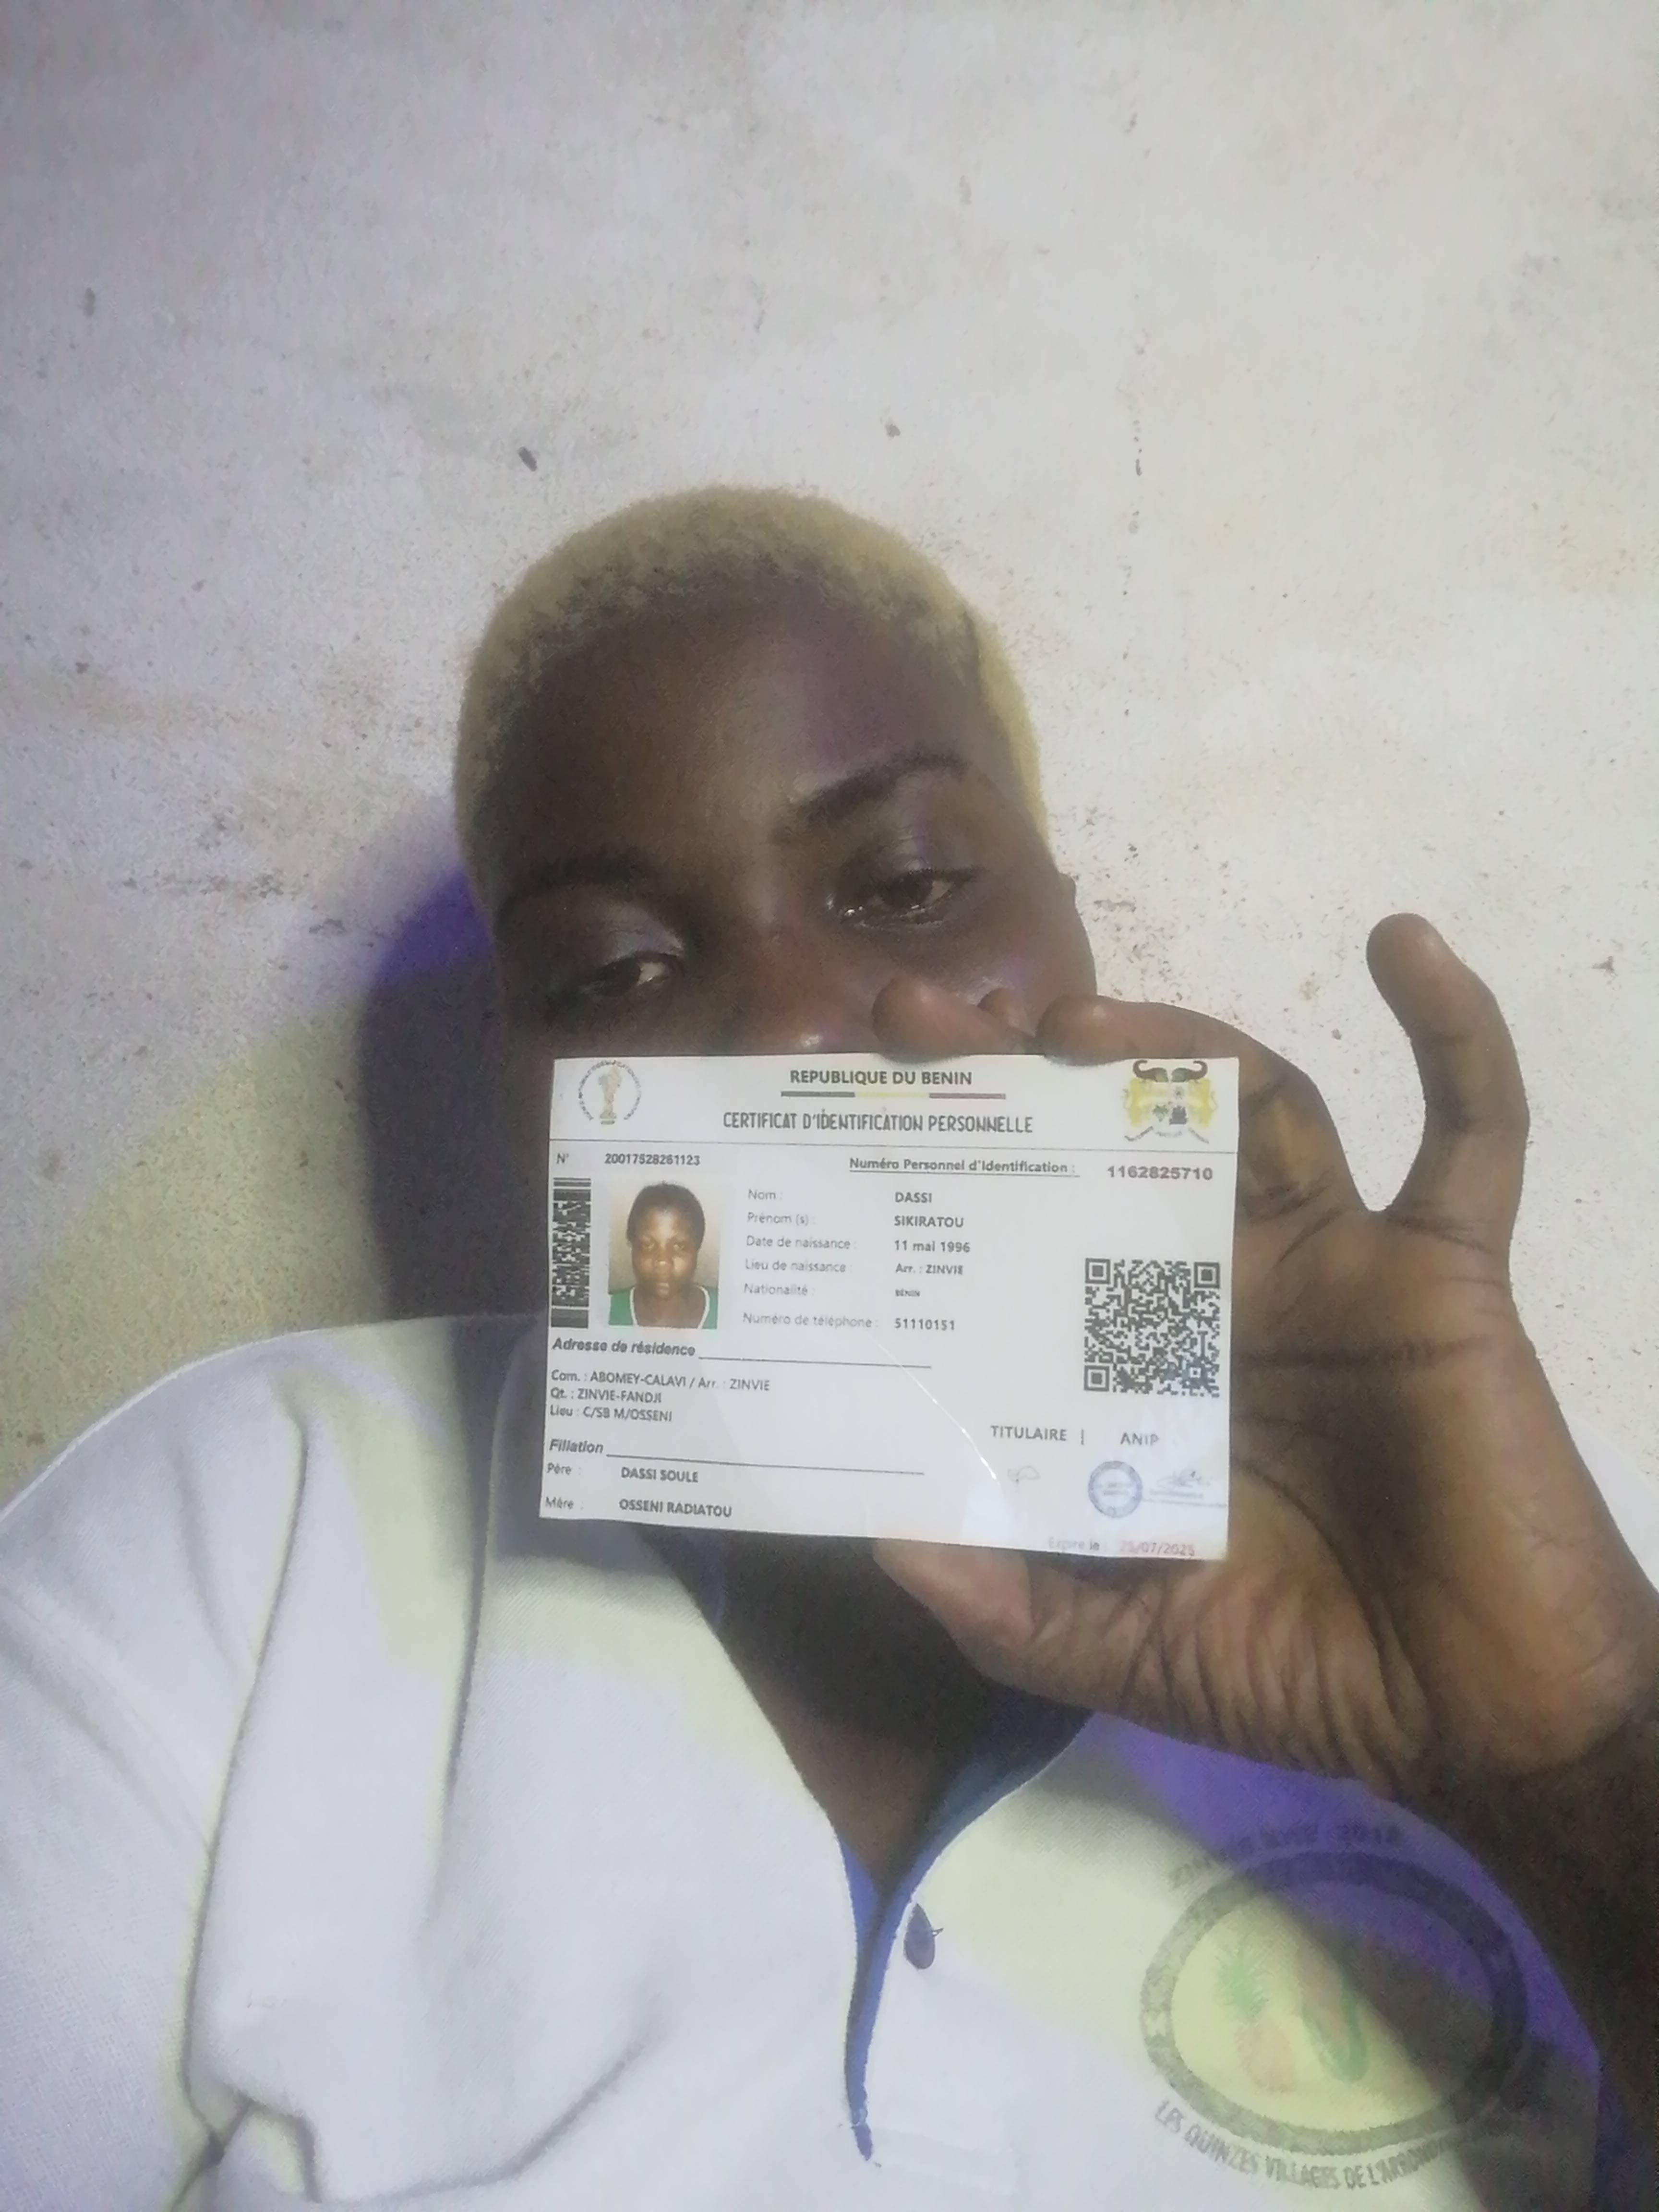 REPUBLIQUE DU BENIN
CERTIFICAT D'IDENTIFICATION PERSONNELLE
N° 20017528261123
Numéro Personnel d'Identification : 1162825710
Nom : DASSI
Prénom (s) : SIKIRATOU
Date de naissance : 11 mai 1996
Lieu de naissance Arr. : ZINVIE
Nationalité : BENIN
Numéro de téléphone : 51110151
Adresse de résidence
Com. : ABOMEY-CALAVI / Arr. : ZINVIE
Qt. : ZINVIE-FANDJI
Lieu : C/SB M/OSSENI
TITULAIRE | ANIP
Filiation
Père : DASSI SOULE
Mère : OSSENI RADIATOU
Expire le 25/07/2025
LES QUINZES VILLAGES DE